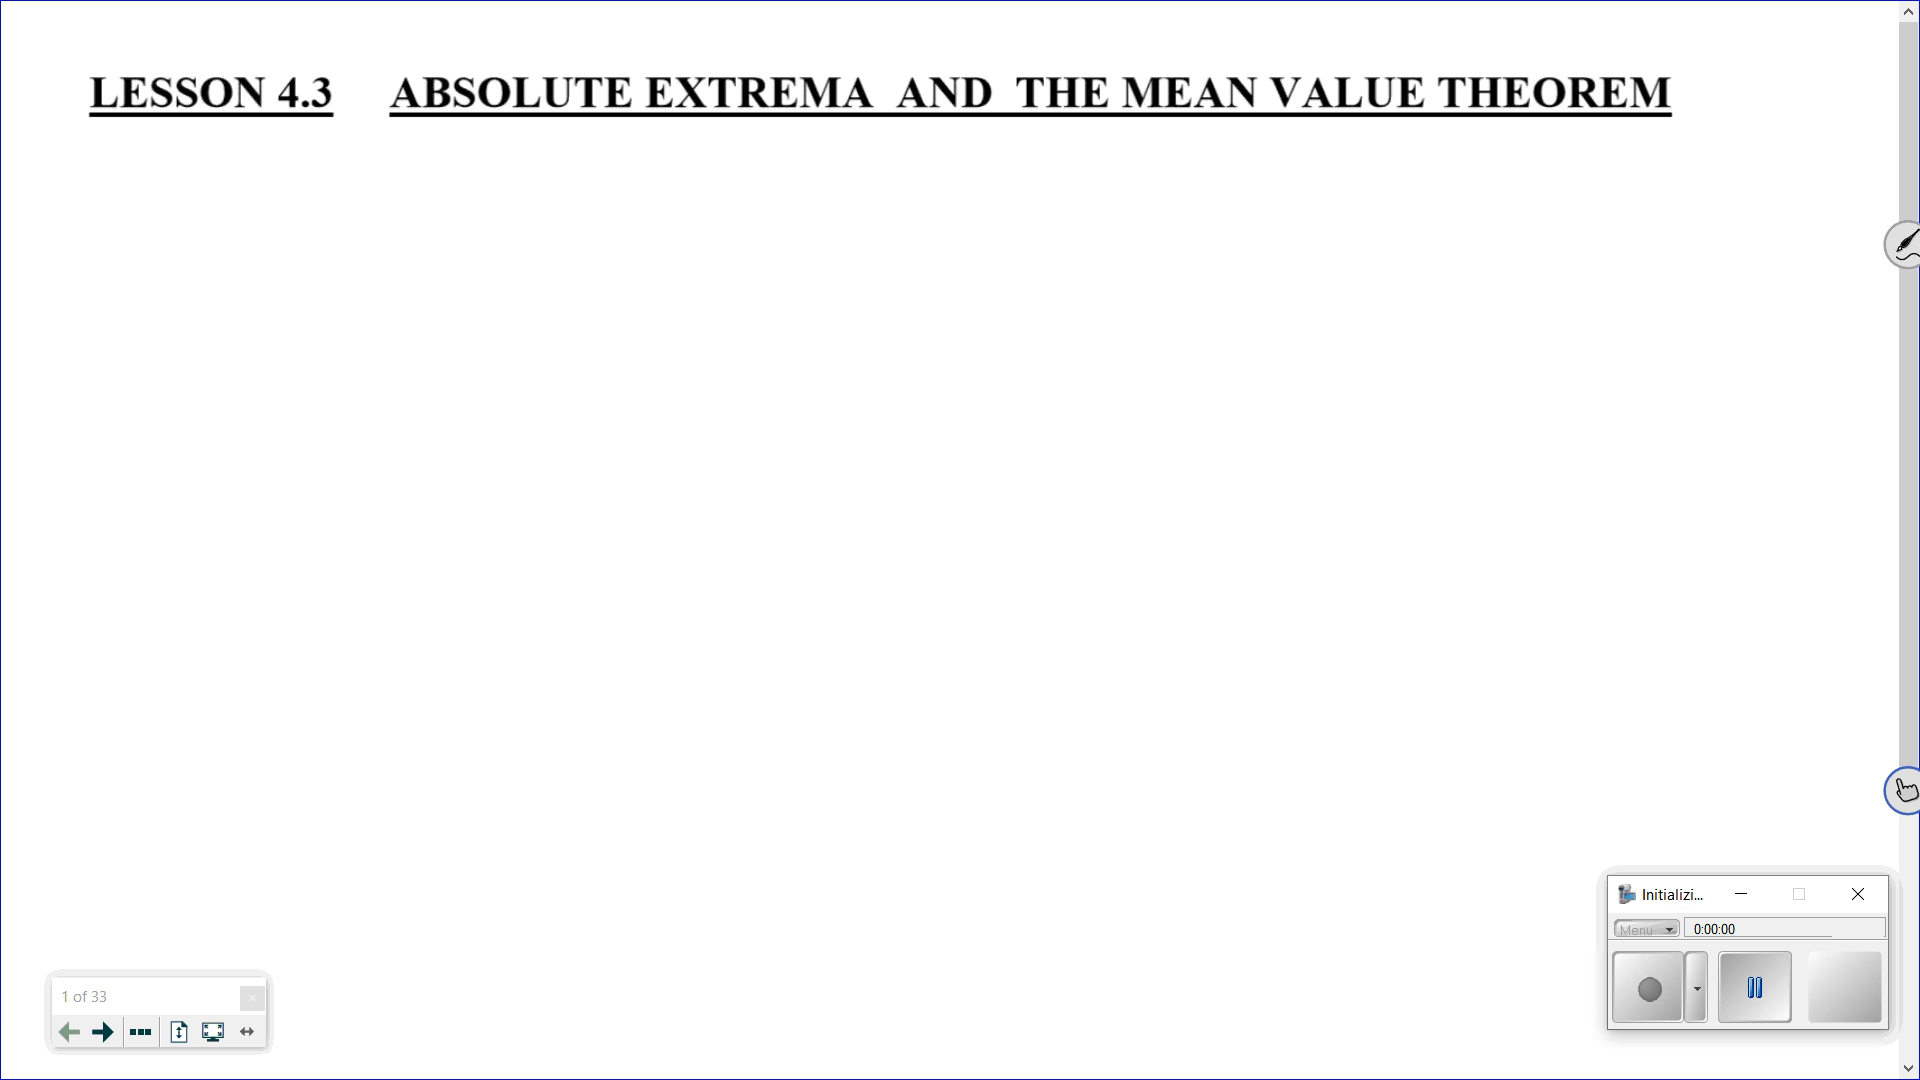 LESSON 4.3 ABSOLUTE EXTREMA AND THE MEAN VALUE THEOREM
Initializi...
Menu 0:00:00
1 of 33